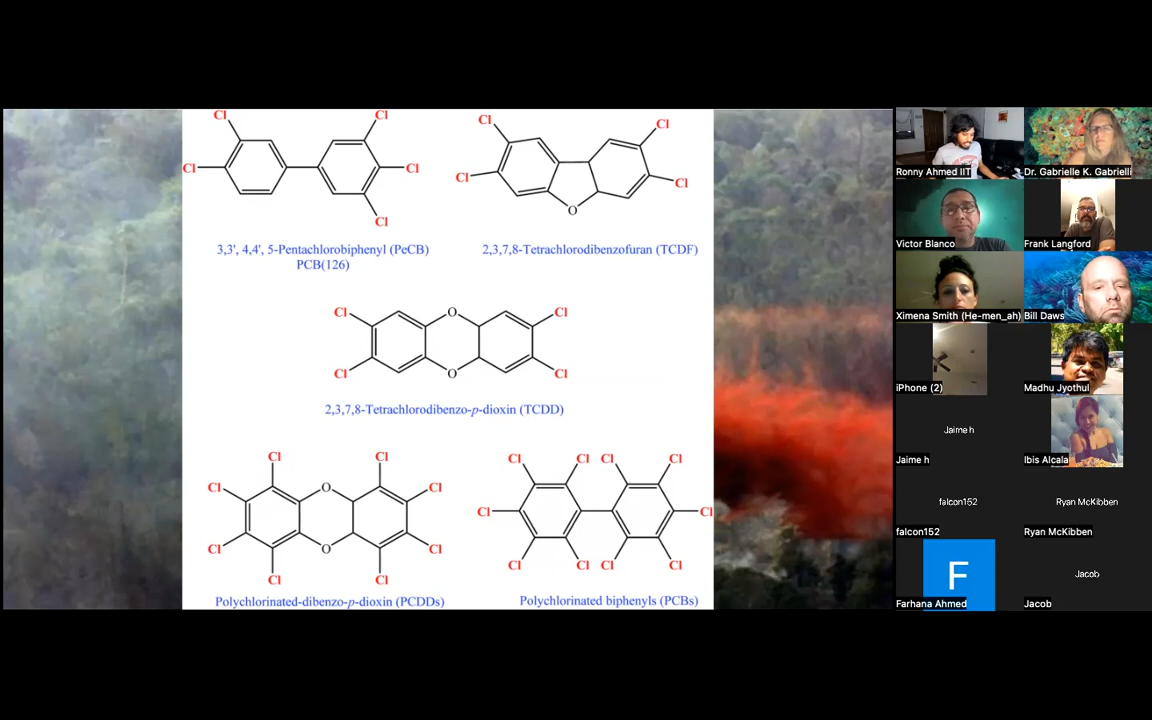 Cl
Cl
Cl
Cl
Cl
3,3', 4,4', 5-Pentachlorobiphenyl (PeCB)
PCB(126)
Cl
Cl
Cl
Cl
O
2,3,7,8-Tetrachlorodibenzofuran (TCDF)
Cl
O
Cl
Cl
O
Cl
2,3,7,8-Tetrachlorodibenzo-p-dioxin (TCDD)
Cl
Cl
Cl
O
Cl
Cl
O
Cl
Cl
Cl
Polychlorinated-dibenzo-p-dioxin (PCDDs)
Cl
Cl
Cl
Cl
Cl
Cl
Cl
Cl
Cl
Cl
Polychlorinated biphenyls (PCBs)
Ronny Ahmed IIT
Dr. Gabrielle K. Gabrielli
Victor Blanco
Frank Langford
Ximena Smith (He-men_ah)
Bill Daws
iPhone (2)
Madhu Jyothul
Jaime h
Jaime h
Ibis Alcala
falcon152
falcon152
Ryan McKibben
Ryan McKibben
F
Farhana Ahmed
Jacob
Jacob